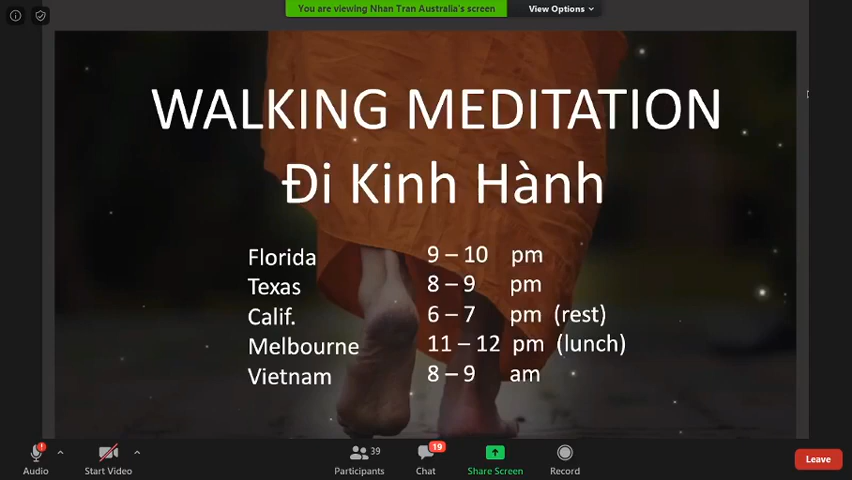 You are viewing Nhan Tran Australia's screen
View Options
WALKING MEDITATION
Đi Kinh Hành
Florida 9 – 10 pm
Texas 8 – 9 pm
Calif. 6 – 7 pm (rest)
Melbourne 11 – 12 pm (lunch)
Vietnam 8 – 9 am
39
19
Audio
Start Video
Participants
Chat
Share Screen
Record
Leave